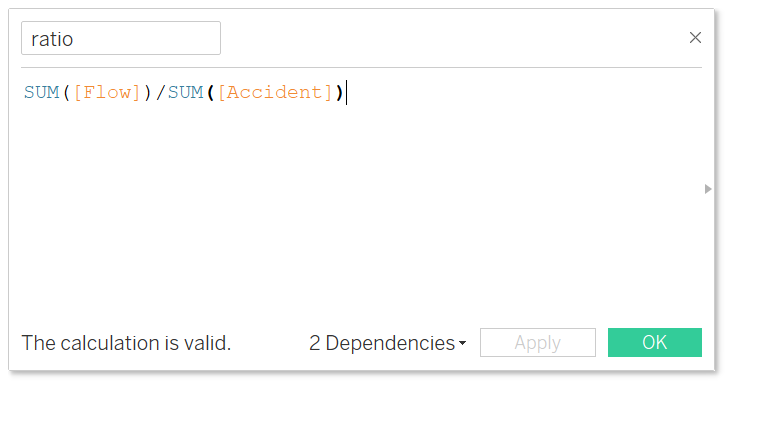 ratio
SUM([Flow])/SUM([Accident])
The calculation is valid. 2 Dependencies Apply OK